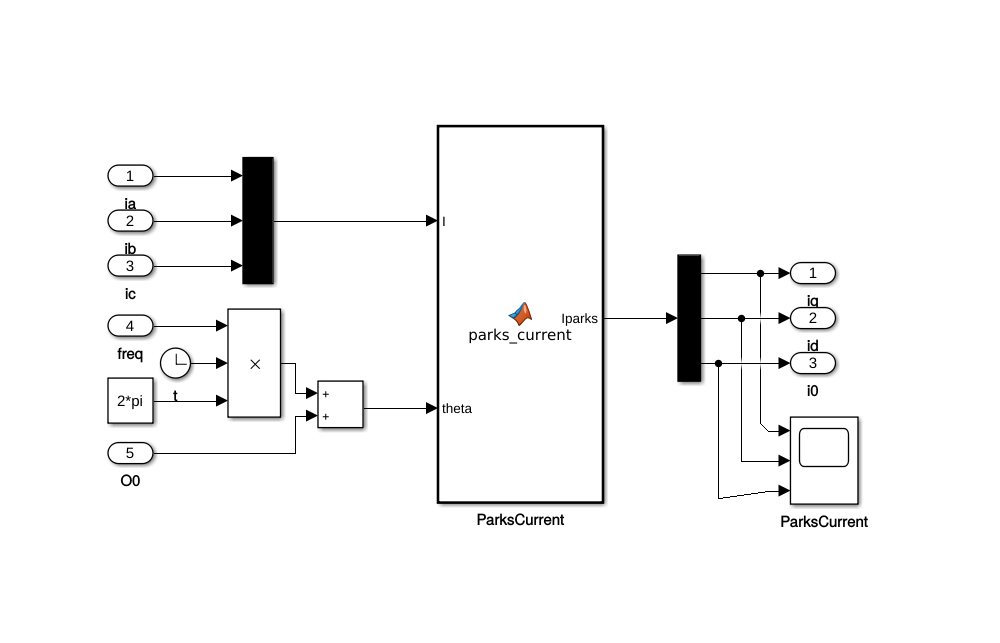 1
ia
2
ib
3
ic
4
freq
t
2*pi
5
O0
×
+
+
I
theta
parks_current
Iparks
ParksCurrent
1
iq
2
id
3
i0
ParksCurrent